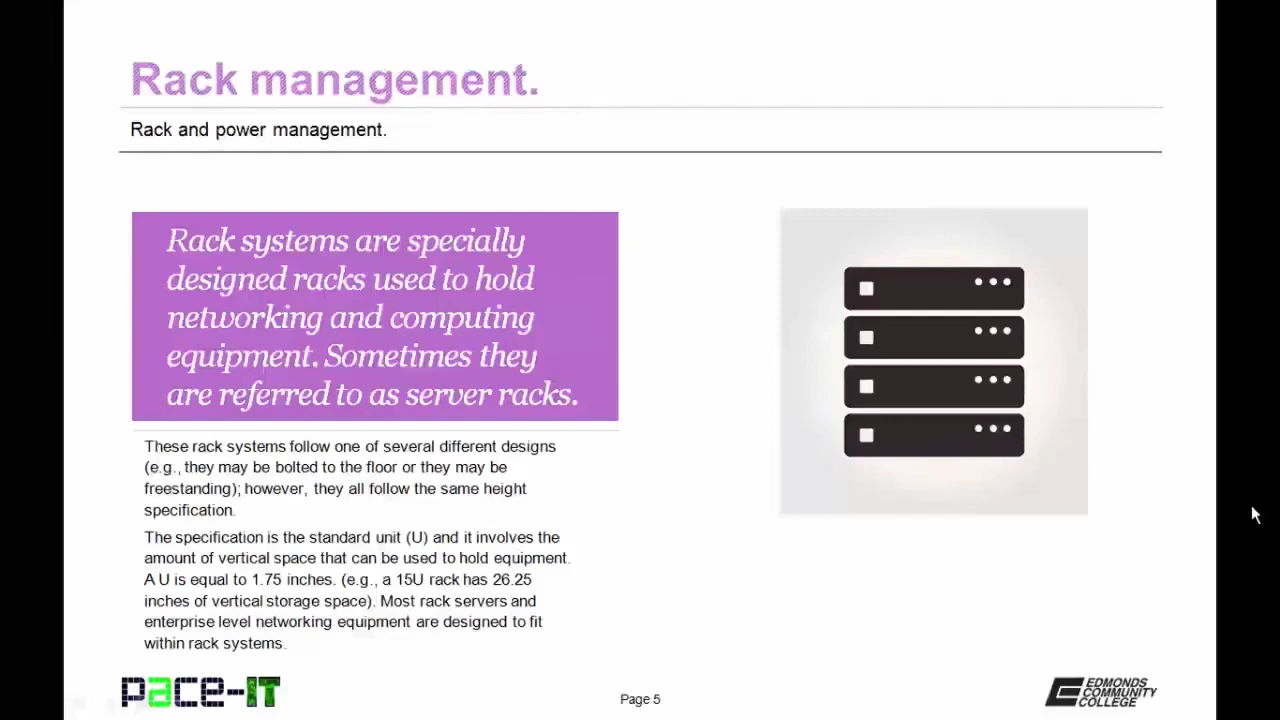 Rack management.
Rack and power management.
Rack systems are specially
designed racks used to hold
networking and computing
equipment. Sometimes they
are referred to as server racks.
These rack systems follow one of several different designs
(e.g., they may be bolted to the floor or they may be
freestanding); however, they all follow the same height
specification.
The specification is the standard unit (U) and it involves the
amount of vertical space that can be used to hold equipment.
A U is equal to 1.75 inches. (e.g., a 15U rack has 26.25
inches of vertical storage space). Most rack servers and
enterprise level networking equipment are designed to fit
within rack systems.
pace-IT
Page 5
EDMONDS
COMMUNITY
COLLEGE